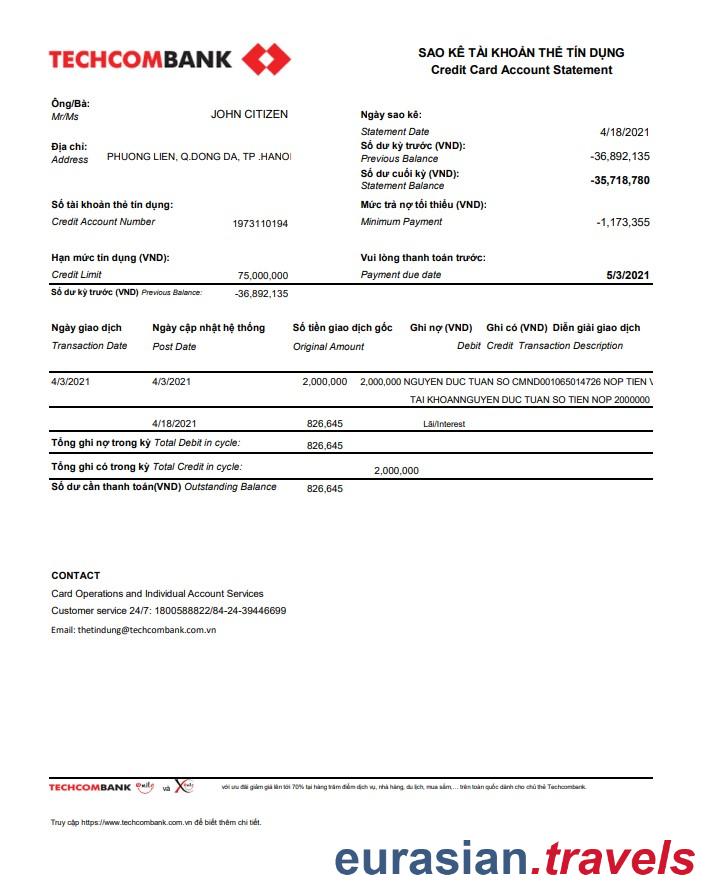 TECHCOMBANK
SAO KÊ TÀI KHOẢN THẺ TÍN DỤNG
Credit Card Account Statement
Ông/Bà:
Mr/Ms JOHN CITIZEN
Địa chỉ:
Address PHUONG LIEN, Q.DONG DA, TP .HANOI
Ngày sao kê:
Statement Date 4/18/2021
Số dư kỳ trước (VND):
Previous Balance -36,892,135
Số dư cuối kỳ (VND):
Statement Balance -35,718,780
Số tài khoản thẻ tín dụng:
Credit Account Number 1973110194
Mức trả nợ tối thiểu (VND):
Minimum Payment -1,173,355
Hạn mức tín dụng (VND):
Credit Limit 75,000,000
Vui lòng thanh toán trước:
Payment due date 5/3/2021
Số dư kỳ trước (VND) Previous Balance: -36,892,135
Ngày giao dịch Ngày cập nhật hệ thống Số tiền giao dịch gốc Ghi nợ (VND) Ghi có (VND) Diễn giải giao dịch
Transaction Date Post Date Original Amount Debit Credit Transaction Description
4/3/2021 4/3/2021 2,000,000 2,000,000 NGUYEN DUC TUAN SO CMND001065014726 NOP TIEN V
TAI KHOANNGUYEN DUC TUAN SO TIEN NOP 2000000
4/18/2021 826,645 Lãi/Interest
Tổng ghi nợ trong kỳ Total Debit in cycle: 826,645
Tổng ghi có trong kỳ Total Credit in cycle: 2,000,000
Số dư cần thanh toán(VND) Outstanding Balance 826,645
CONTACT
Card Operations and Individual Account Services
Customer service 24/7: 1800588822/84-24-39446699
Email: thetindung@techcombank.com.vn
TECHCOMBANK Smile và với ưu đãi giảm giá lên tới 70% tại hàng trăm điểm dịch vụ, nhà hàng, du lịch, mua sắm,... trên toàn quốc dành cho chủ thẻ Techcombank.
Truy cập https://www.techcombank.com.vn để biết thêm chi tiết.
eurasian.travels